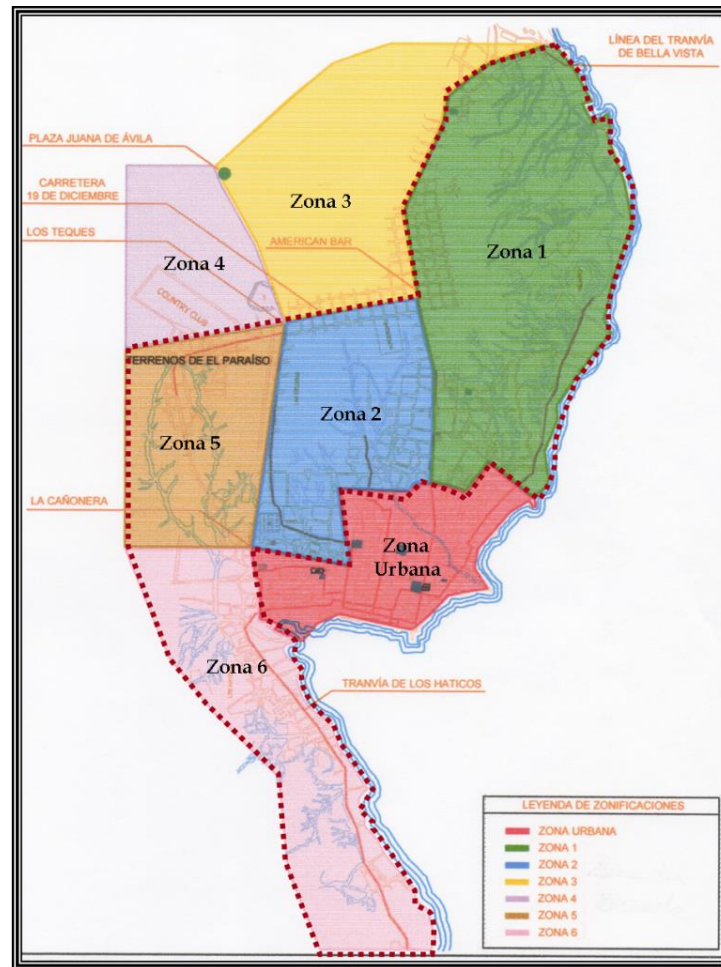 LÍNEA DEL TRANVÍA
DE BELLA VISTA
PLAZA JUANA DE ÁVILA
CARRETERA
19 DE DICIEMBRE
Zona 3
LOS TEQUES
AMERICAN BAR
Zona 1
Zona 4
COUNTRY CLUB
TERRENOS DE EL PARAÍSO
Zona 2
Zona 5
LA CAÑONERA
Zona
Urbana
Zona 6
TRANVÍA DE LOS HATICOS
LEYENDA DE ZONIFICACIONES
ZONA URBANA
ZONA 1
ZONA 2
ZONA 3
ZONA 4
ZONA 5
ZONA 6